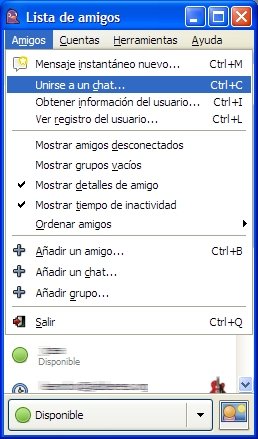 Lista de amigos
Amigos Cuentas Herramientas Ayuda
Mensaje instantáneo nuevo... Ctrl+M
Unirse a un chat... Ctrl+C
Obtener información del usuario... Ctrl+I
Ver registro del usuario... Ctrl+L
Mostrar amigos desconectados
Mostrar grupos vacíos
Mostrar detalles de amigo
Mostrar tiempo de inactividad
Ordenar amigos
Añadir un amigo... Ctrl+B
Añadir un chat...
Añadir grupo...
Salir Ctrl+Q
Disponible
Disponible